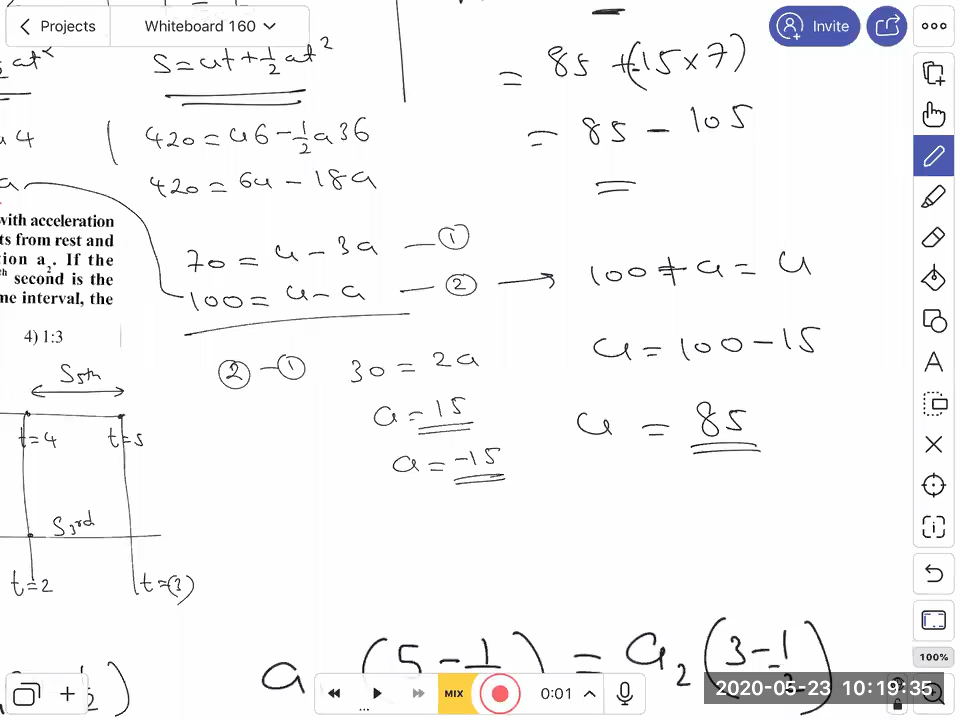 Projects
Whiteboard 160
Invite
at²
S = ut + ½ at²
420 = u6 - ½ a 36
420 = 6u - 18a
70 = u - 3a — ①
100 = u - a — ②
② - ① 30 = 2a
a = 15
a = -15
= 85 + (-15 × 7)
= 85 - 105
=
100 + a = u
u = 100 - 15
u = 85
with acceleration
ts from rest and
tion a₂. If the
th second is the
me interval, the
4) 1:3
S5th
t=4 t=5
S3rd
t=2 t=(3)
a (5 - 1 ) = a₂ (3 - 1 )
MIX
0:01
100%
2020-05-23 10:19:35